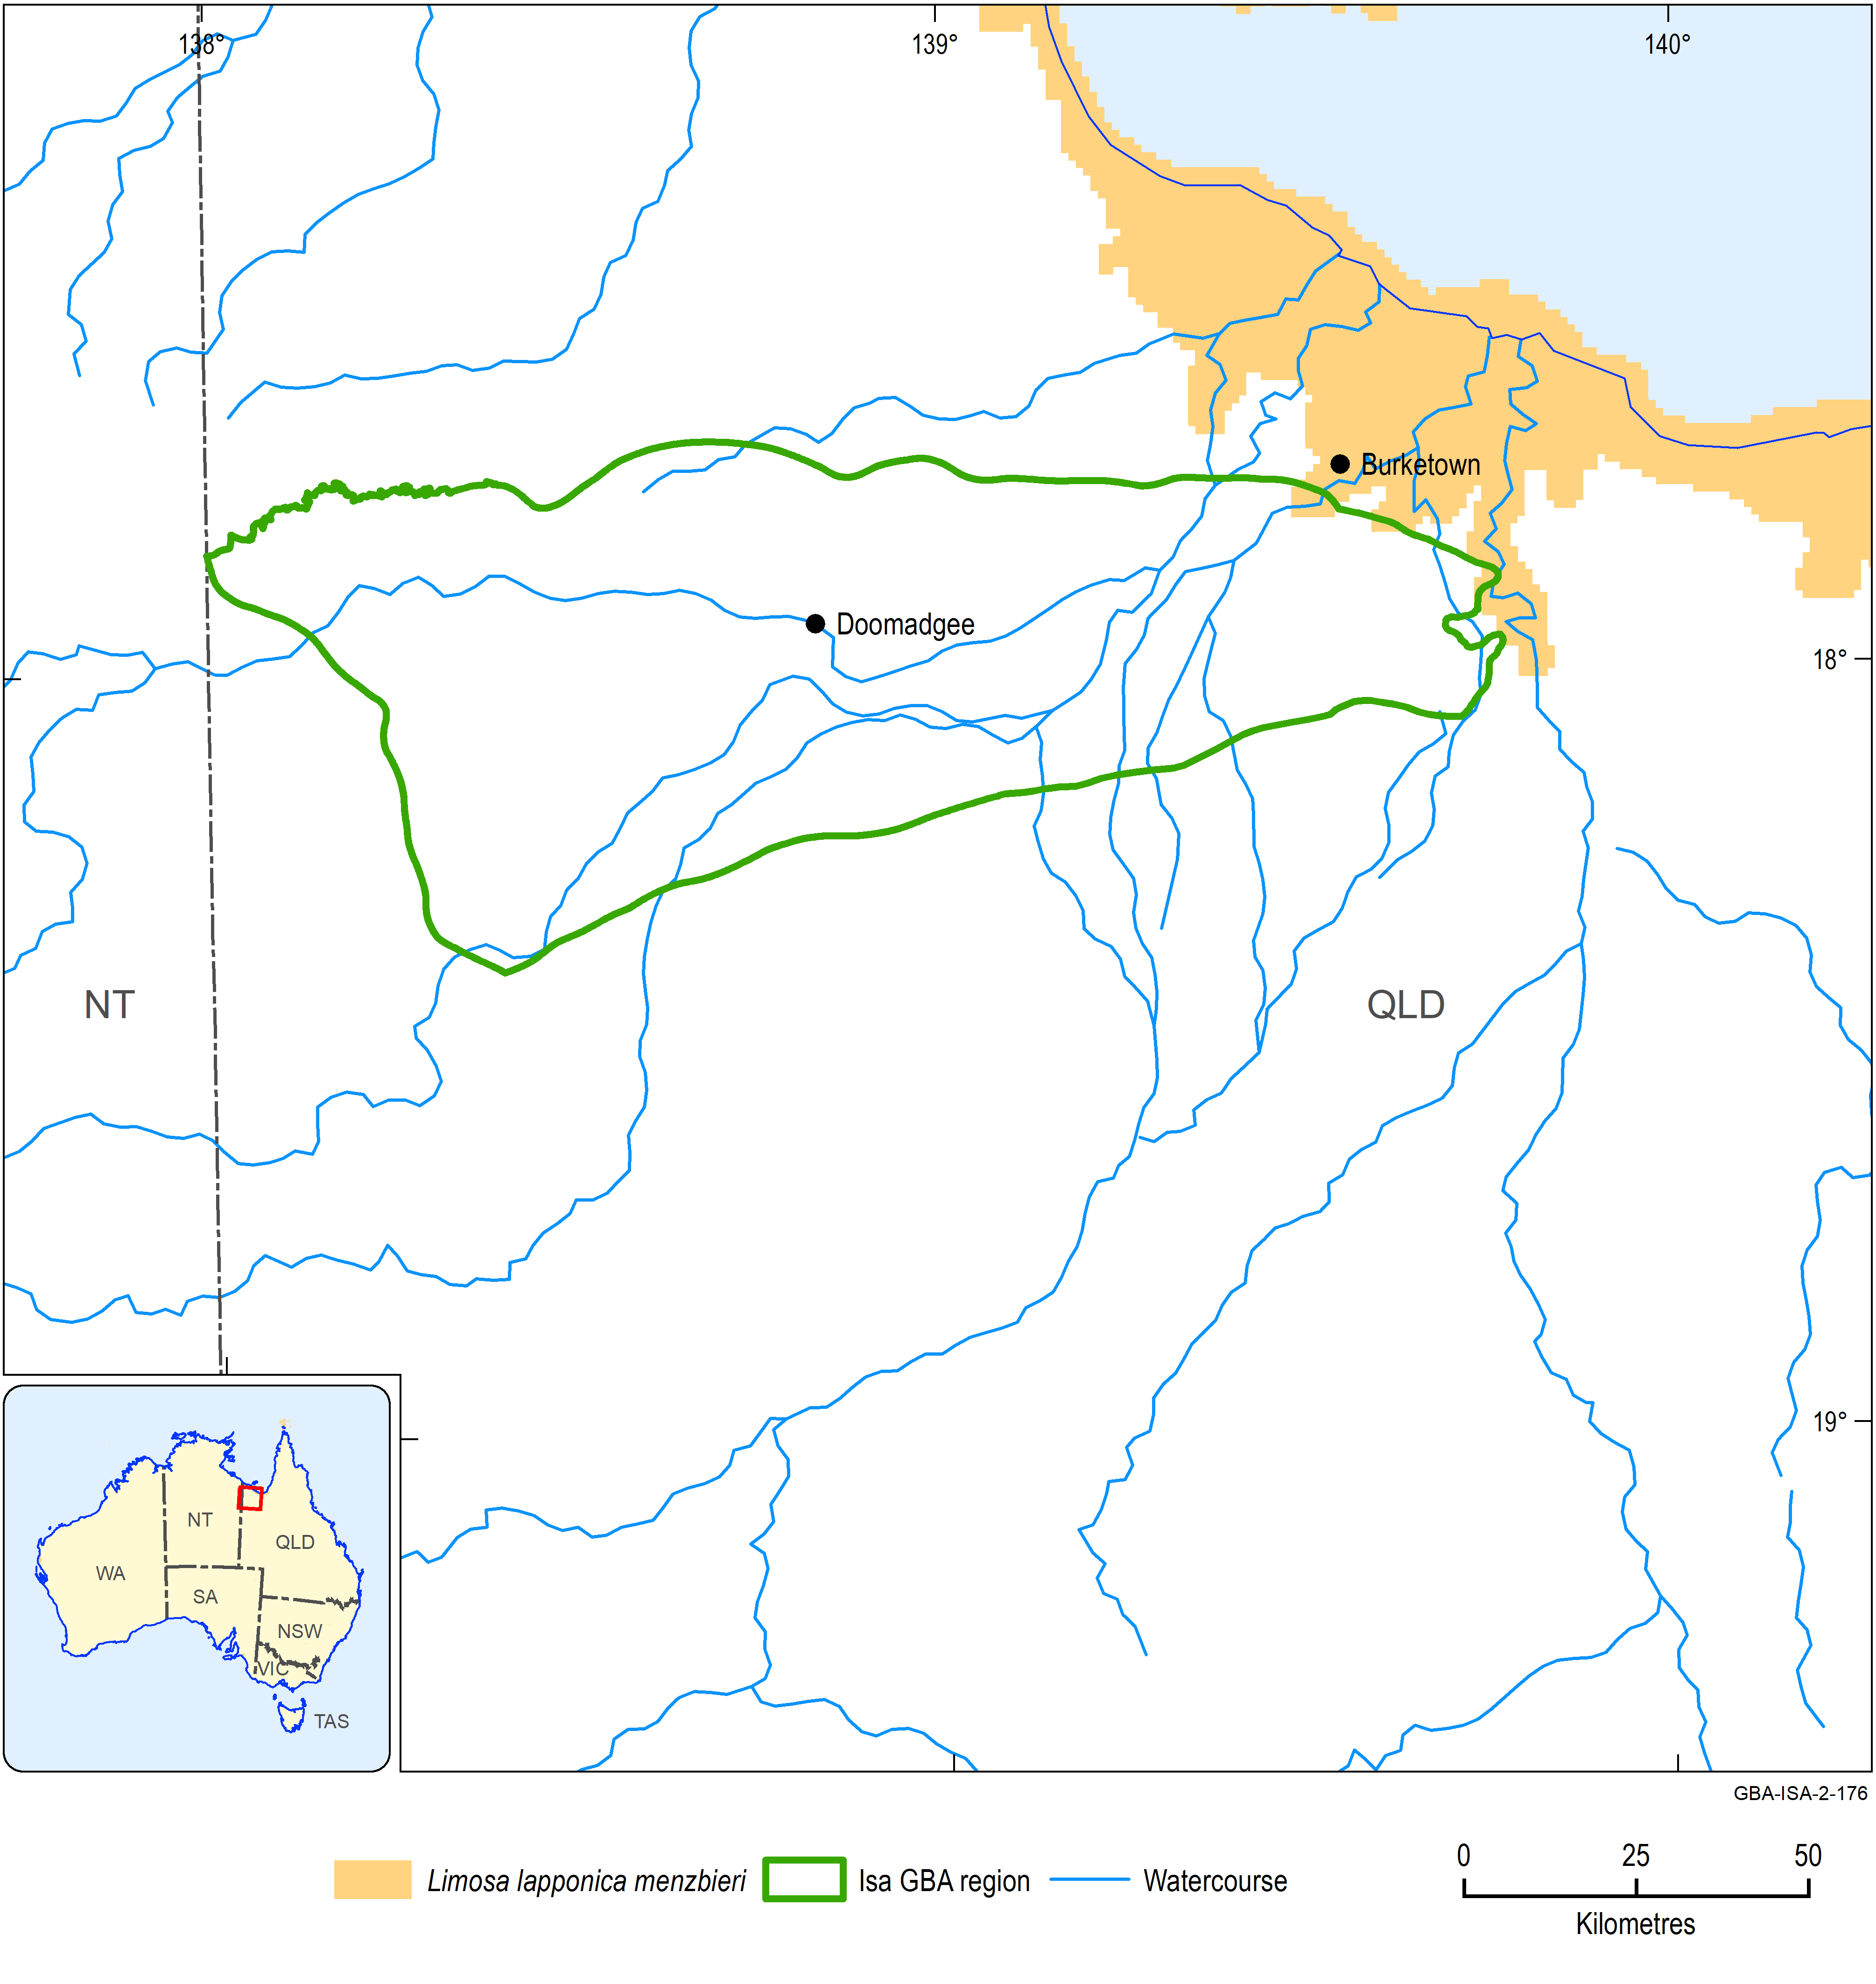 138°
139°
140°
Burketown
Doomadgee
18°
NT
QLD
19°
NT
QLD
WA
SA
NSW
VIC
TAS
GBA-ISA-2-176
Limosa lapponica menzbieri
Isa GBA region
Watercourse
0 25 50
Kilometres